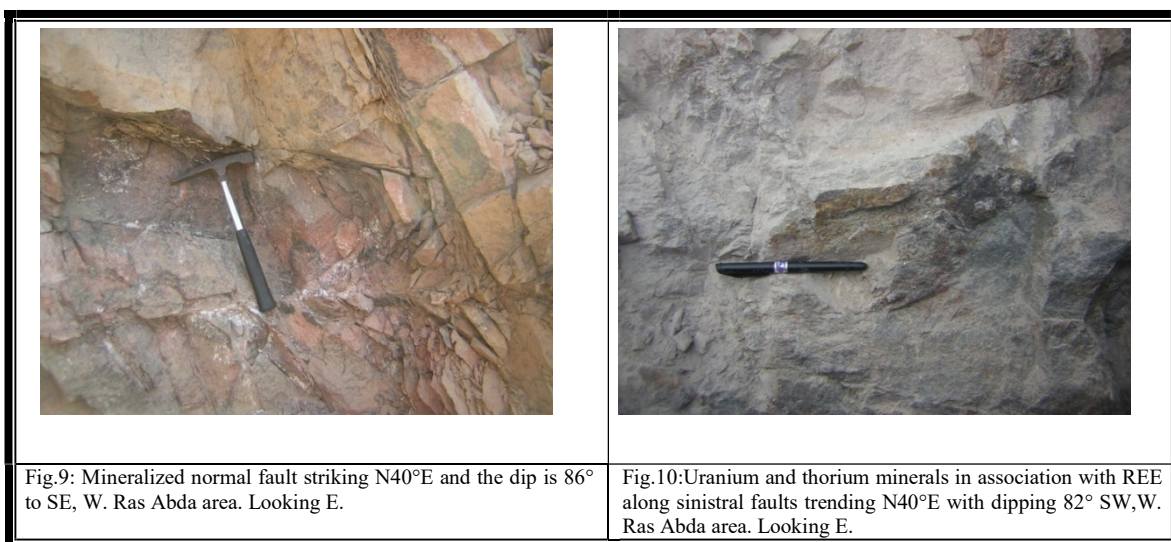 Fig.9: Mineralized normal fault striking N40°E and the dip is 86°
to SE, W. Ras Abda area. Looking E.
Fig.10:Uranium and thorium minerals in association with REE
along sinistral faults trending N40°E with dipping 82° SW,W.
Ras Abda area. Looking E.